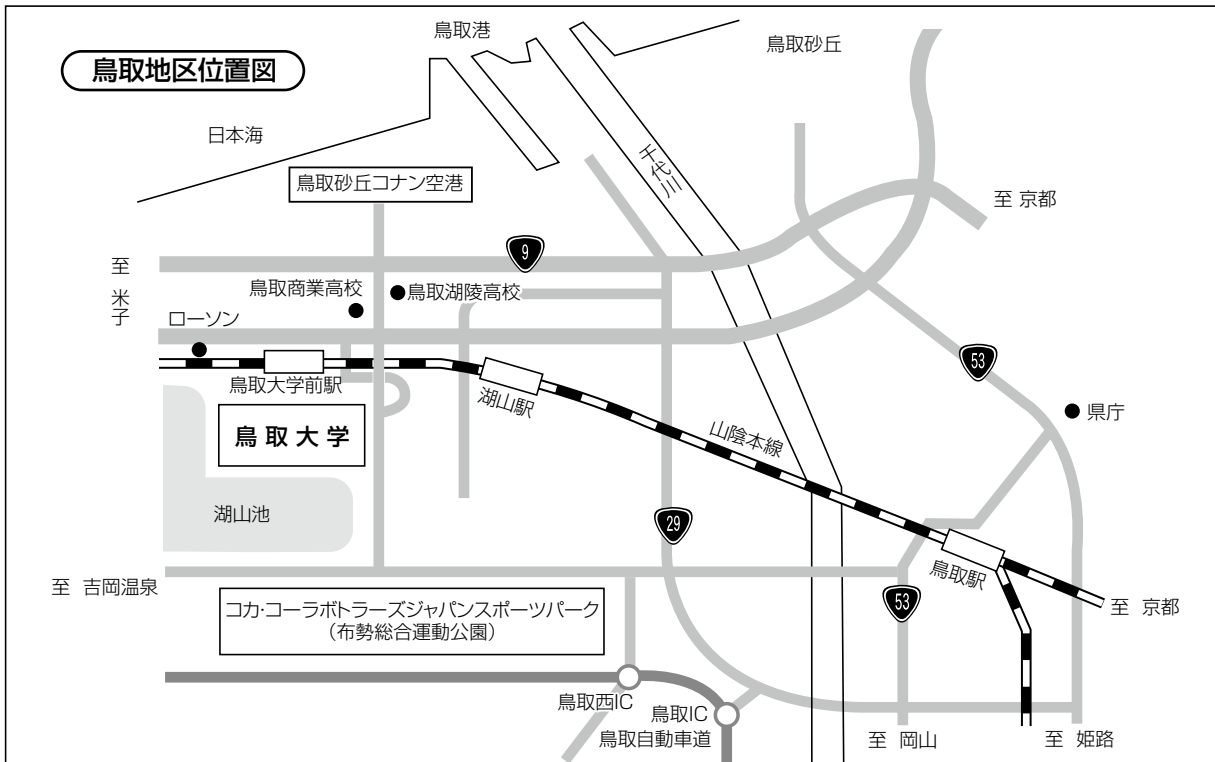 鳥取港
鳥取砂丘
鳥取地区位置図
日本海
千代川
鳥取砂丘コナン空港
至 京都
9
至 米子
鳥取商業高校
鳥取湖陵高校
ローソン
53
鳥取大学前駅
湖山駅
県庁
鳥取大学
山陰本線
湖山池
29
鳥取駅
至 吉岡温泉
53
至 京都
コカ・コーラボトラーズジャパンスポーツパーク
（布勢総合運動公園）
鳥取西IC
鳥取IC
鳥取自動車道
至 岡山
至 姫路